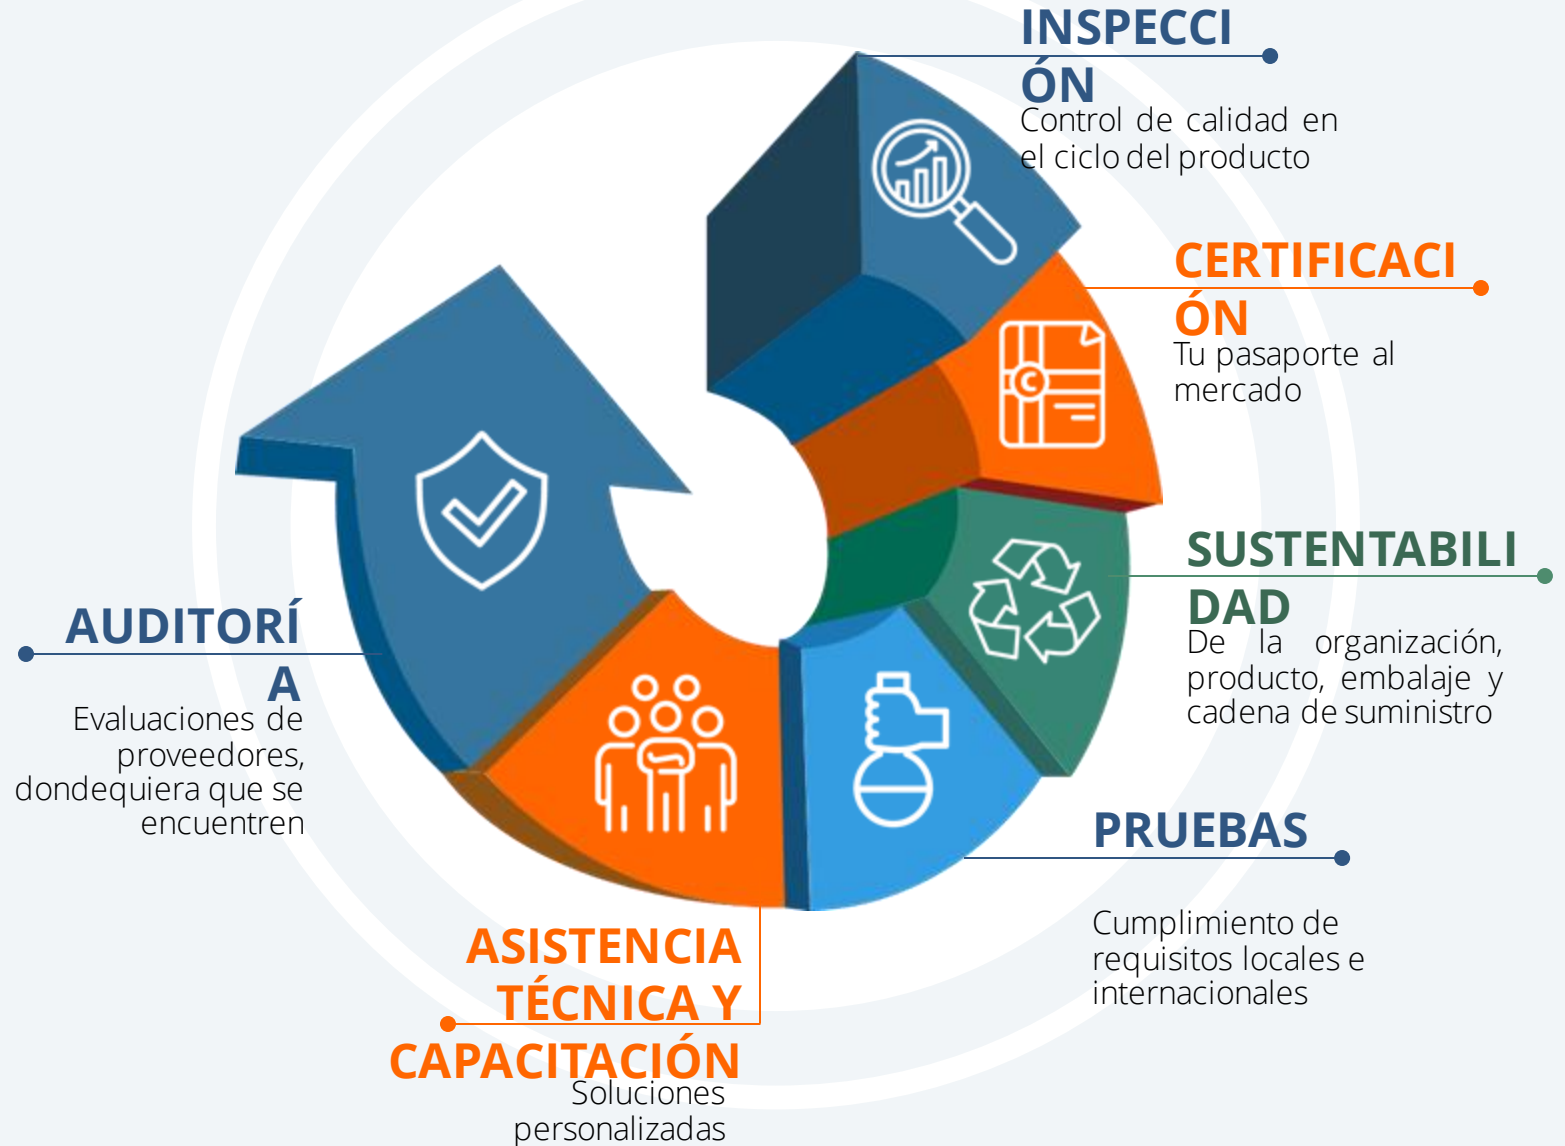 INSPECCI
ÓN
Control de calidad en
el ciclo del producto
CERTIFICACI
ÓN
Tu pasaporte al
mercado
SUSTENTABILI
DAD
De la organización,
producto, embalaje y
cadena de suministro
PRUEBAS
Cumplimiento de
requisitos locales e
internacionales
ASISTENCIA
TÉCNICA Y
CAPACITACIÓN
Soluciones
personalizadas
AUDITORÍ
A
Evaluaciones de
proveedores,
dondequiera que se
encuentren
C